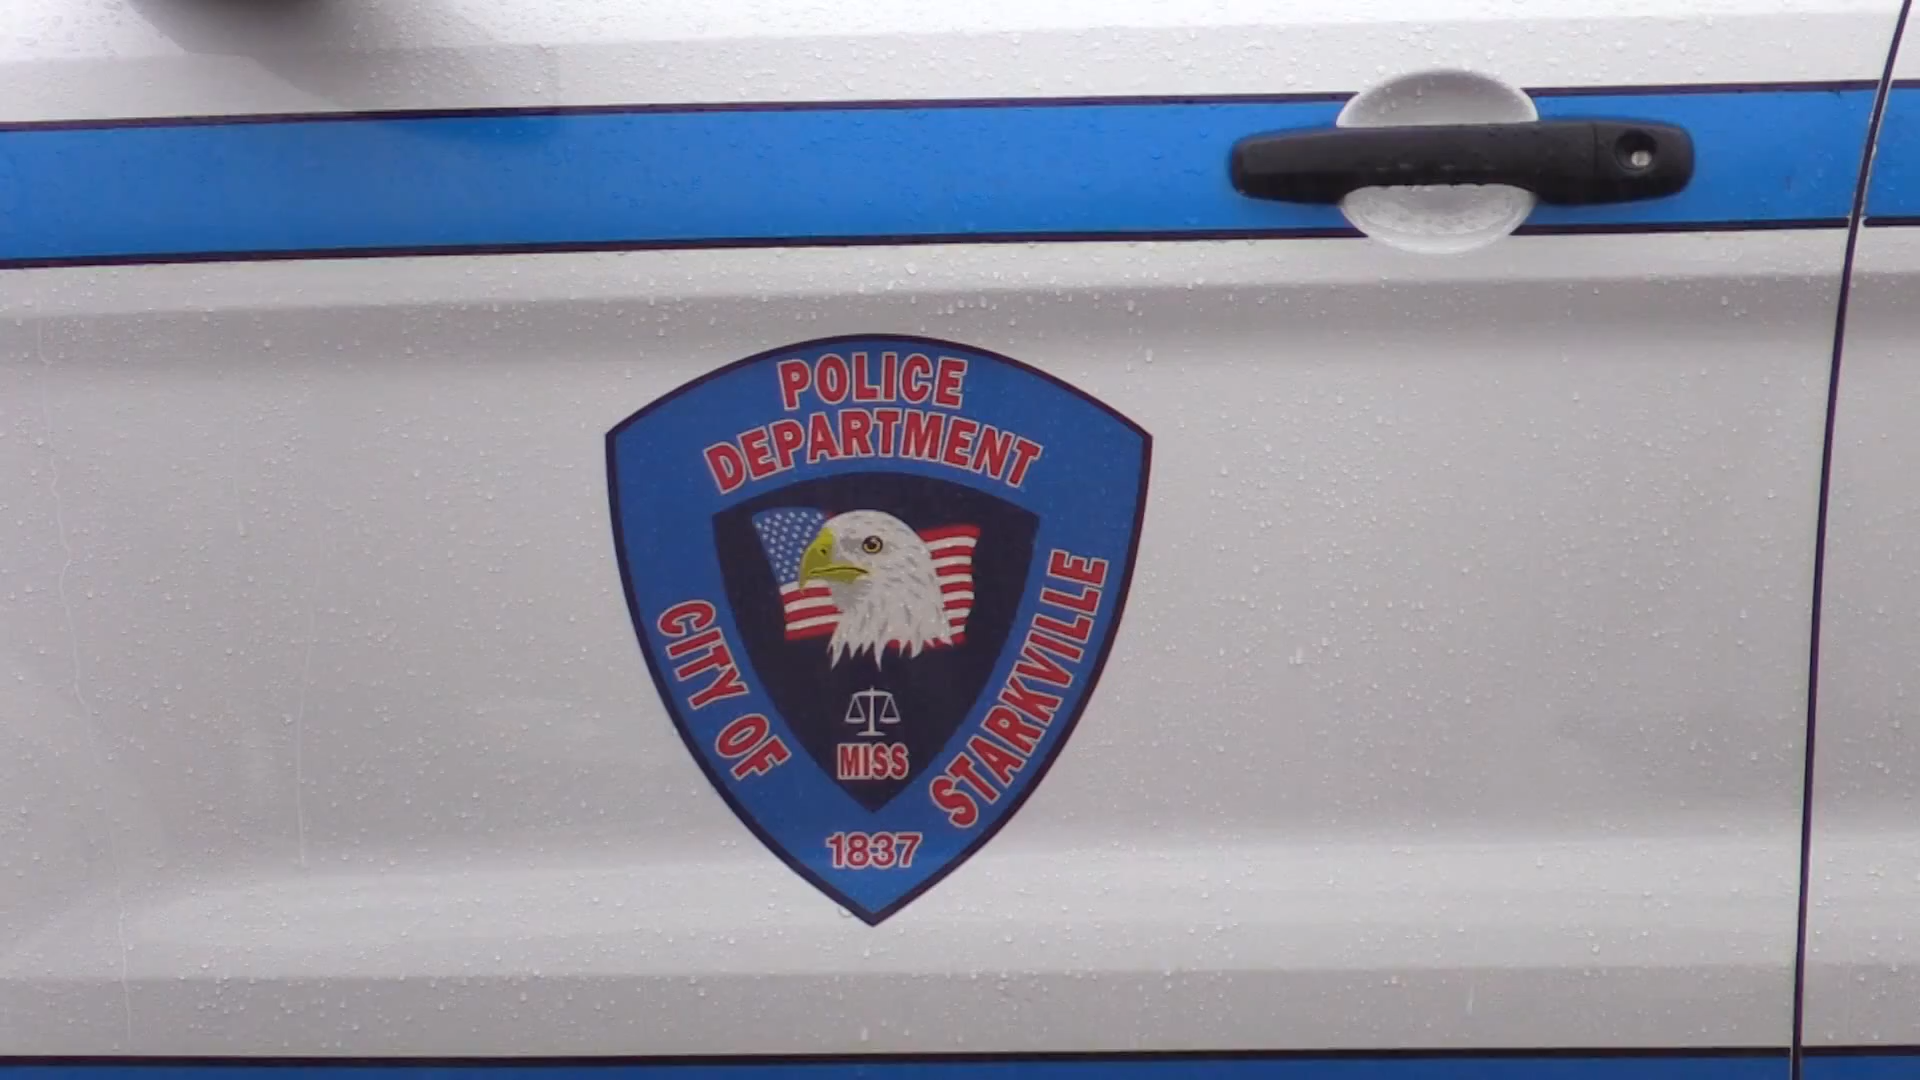 POLICE
DEPARTMENT
CITY OF
STARKVILLE
MISS
1837